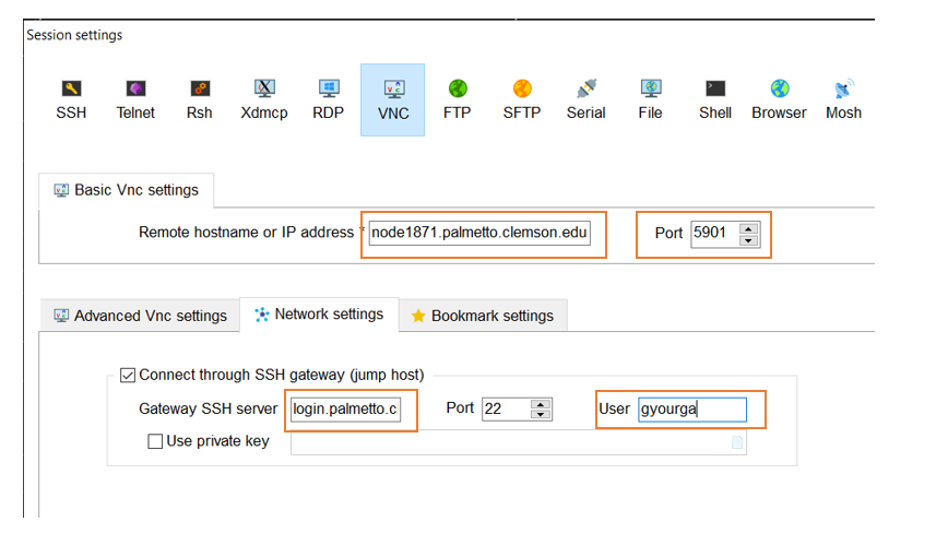 Session settings
SSH Telnet Rsh Xdmcp RDP VNC FTP SFTP Serial File Shell Browser Mosh
Basic Vnc settings
Remote hostname or IP address * node1871.palmetto.clemson.edu Port 5901
Advanced Vnc settings Network settings Bookmark settings
Connect through SSH gateway (jump host)
Gateway SSH server login.palmetto.c Port 22 User gyourga
Use private key